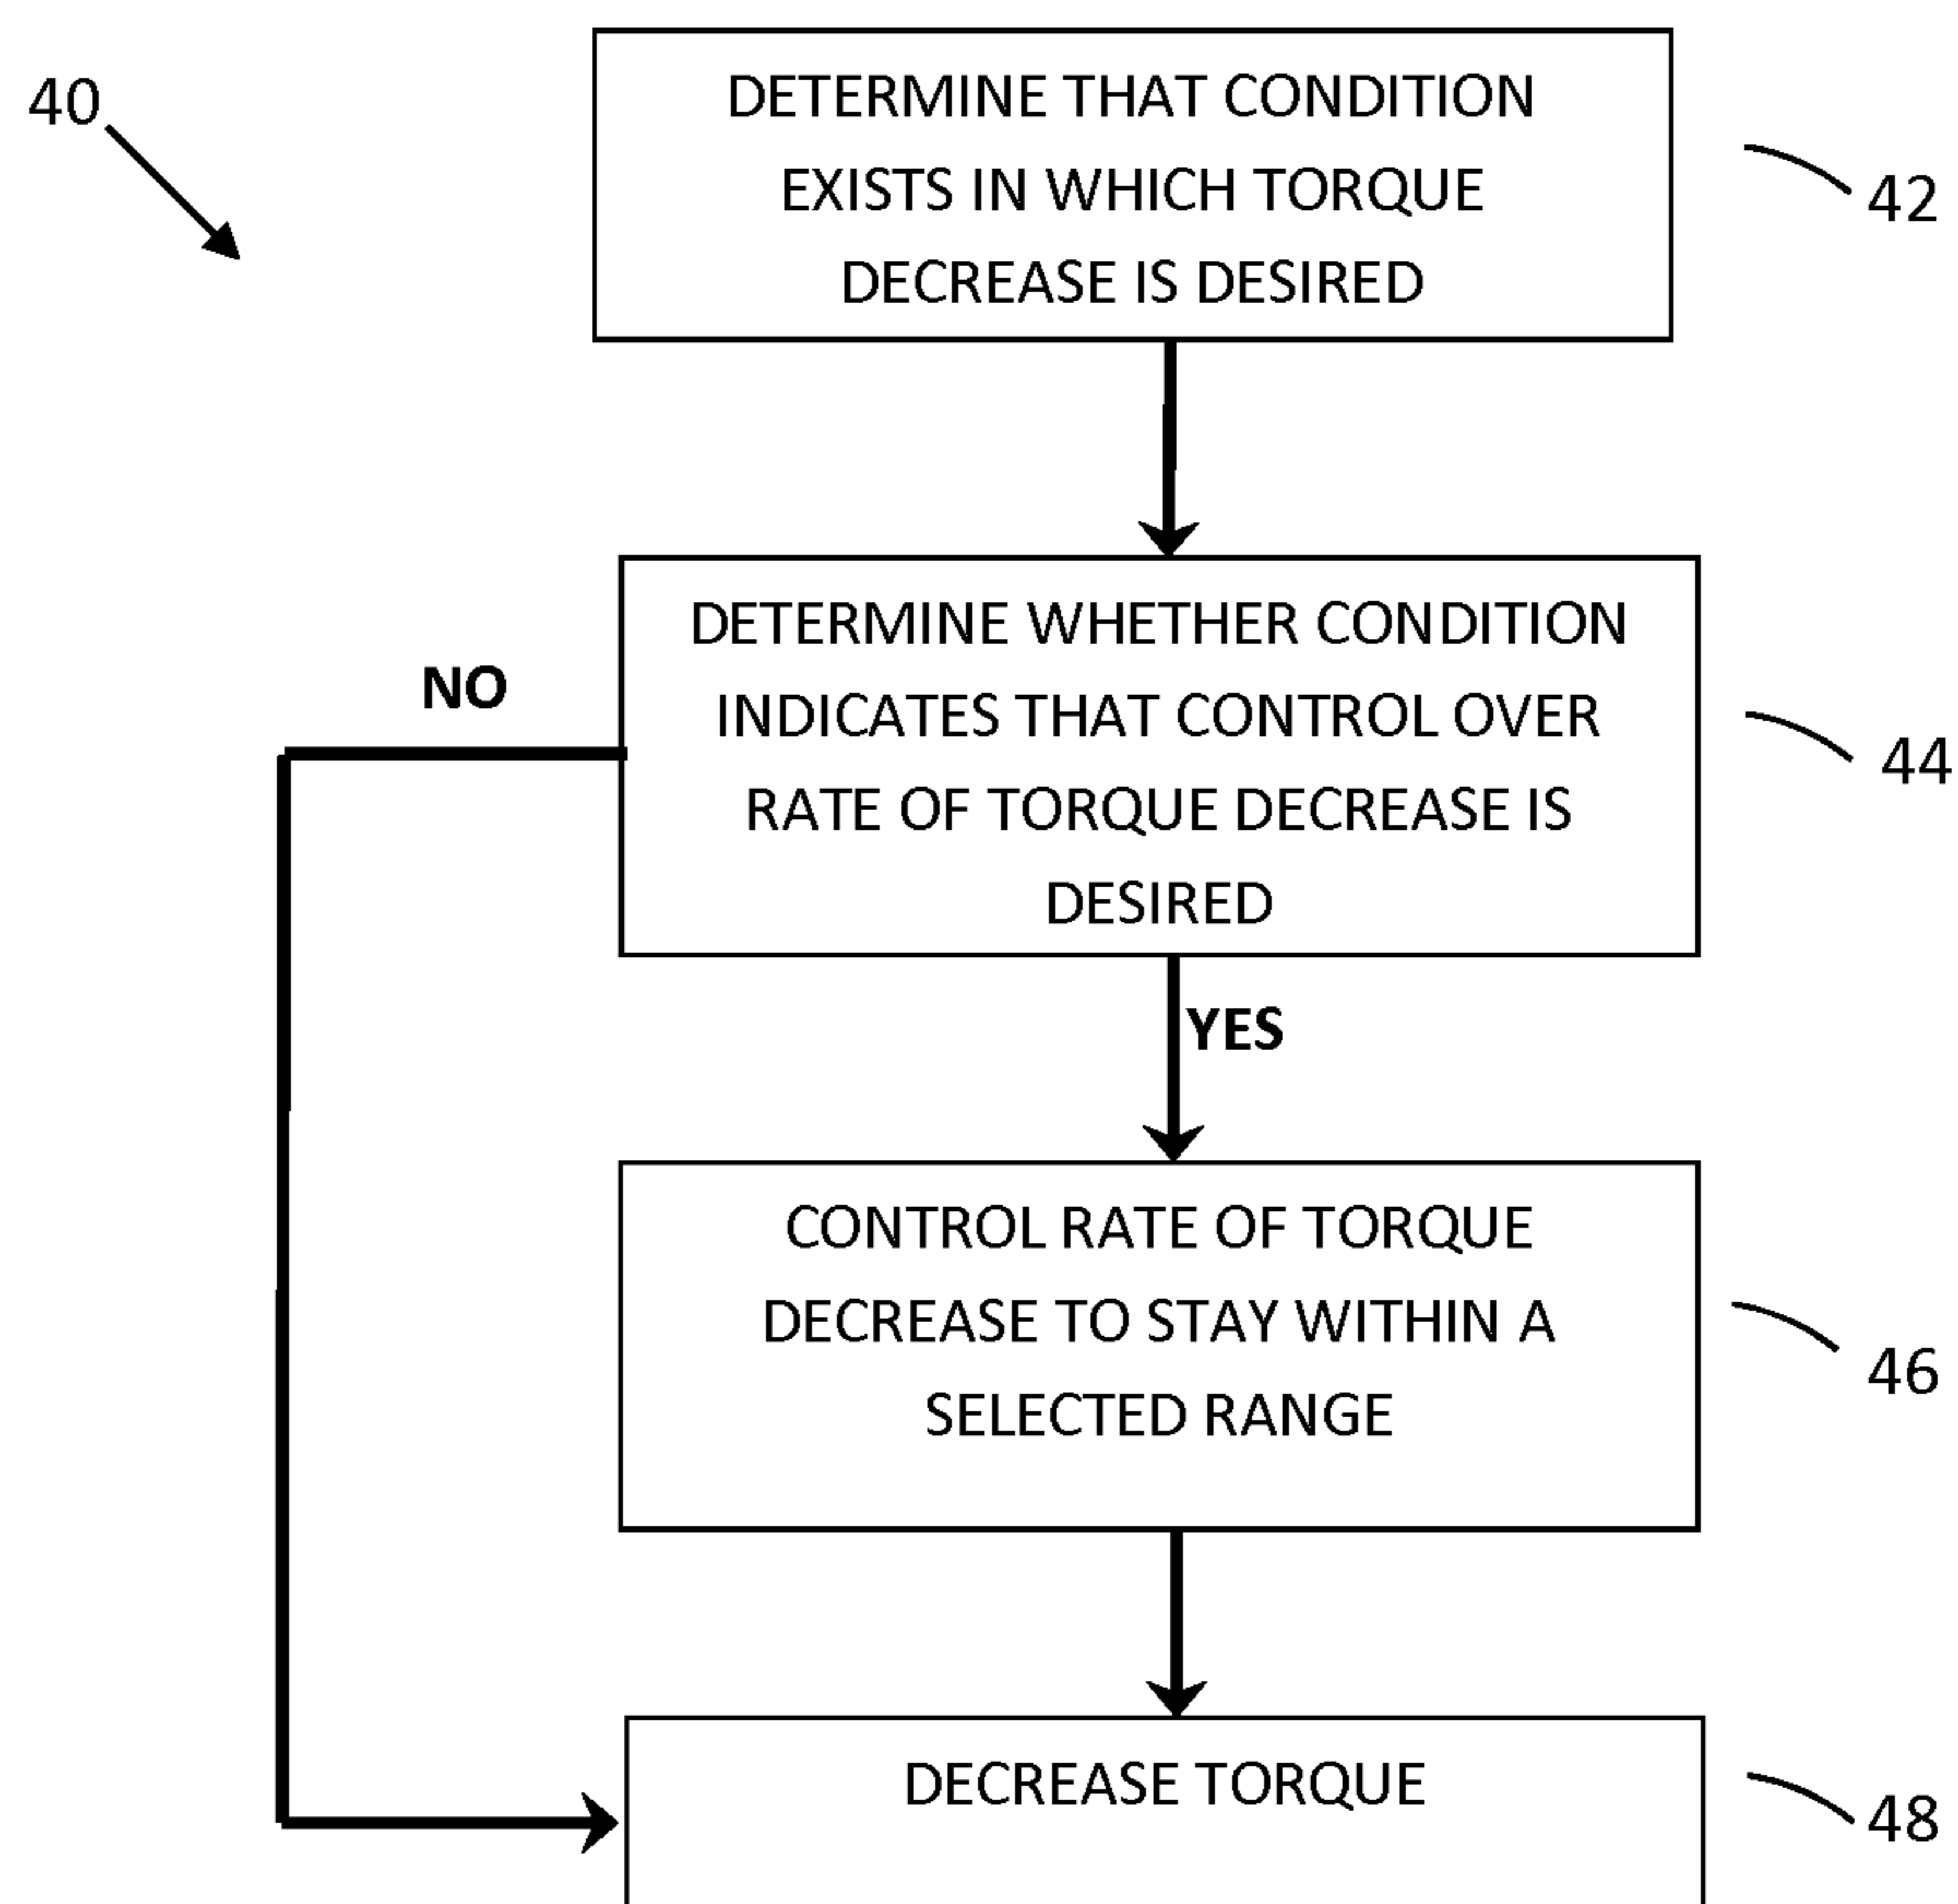 40
DETERMINE THAT CONDITION
EXISTS IN WHICH TORQUE
DECREASE IS DESIRED
42
DETERMINE WHETHER CONDITION
INDICATES THAT CONTROL OVER
RATE OF TORQUE DECREASE IS
DESIRED
44
NO
YES
CONTROL RATE OF TORQUE
DECREASE TO STAY WITHIN A
SELECTED RANGE
46
DECREASE TORQUE
48